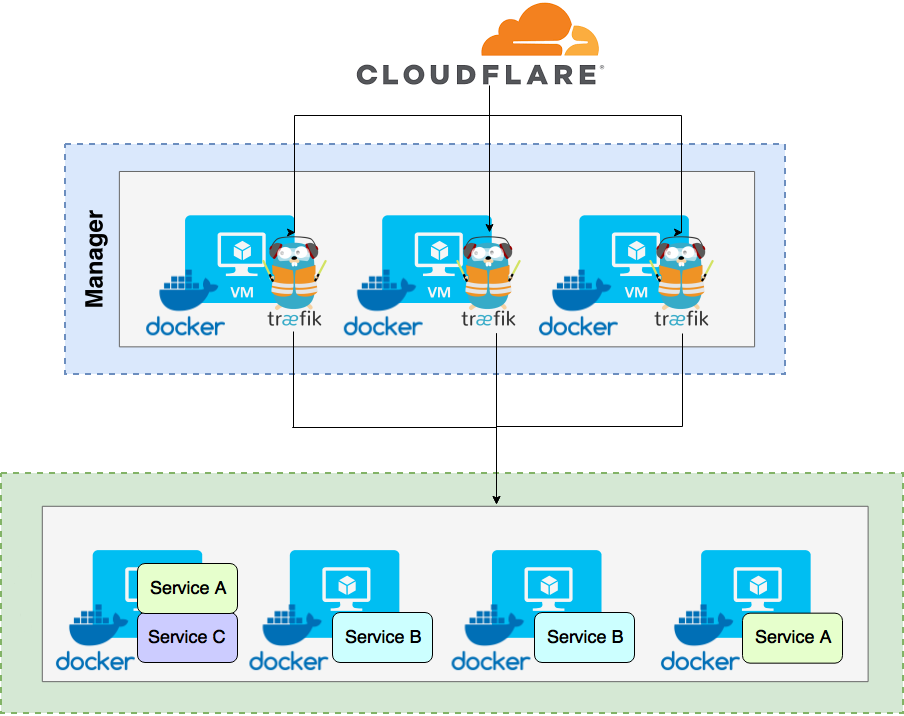 CLOUDFLARE®
Manager
VM
VM
VM
docker
træfik
docker
træfik
docker
træfik
Service A
Service C
Service B
Service B
Service A
docker
docker
docker
docker